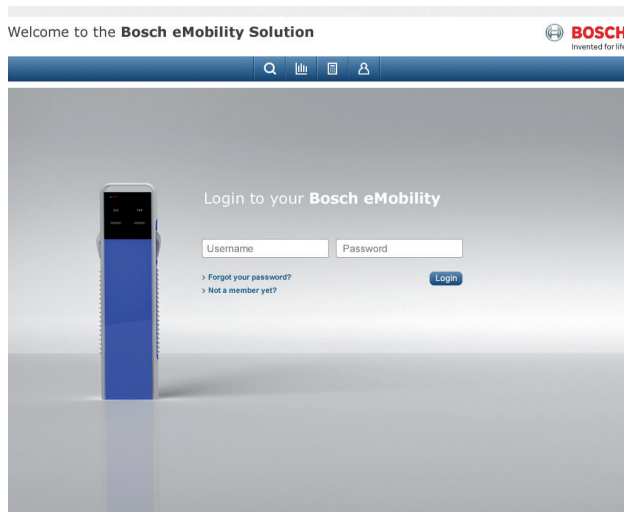 Welcome to the Bosch eMobility Solution
BOSCH
Invented for life
Login to your Bosch eMobility
Username
Password
> Forgot your password?
Login
> Not a member yet?